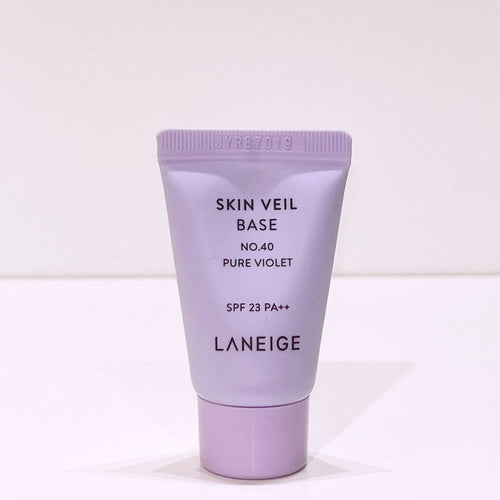 JYR87019
SKIN VEIL
BASE
NO.40
PURE VIOLET
SPF 23 PA++
LANEIGE